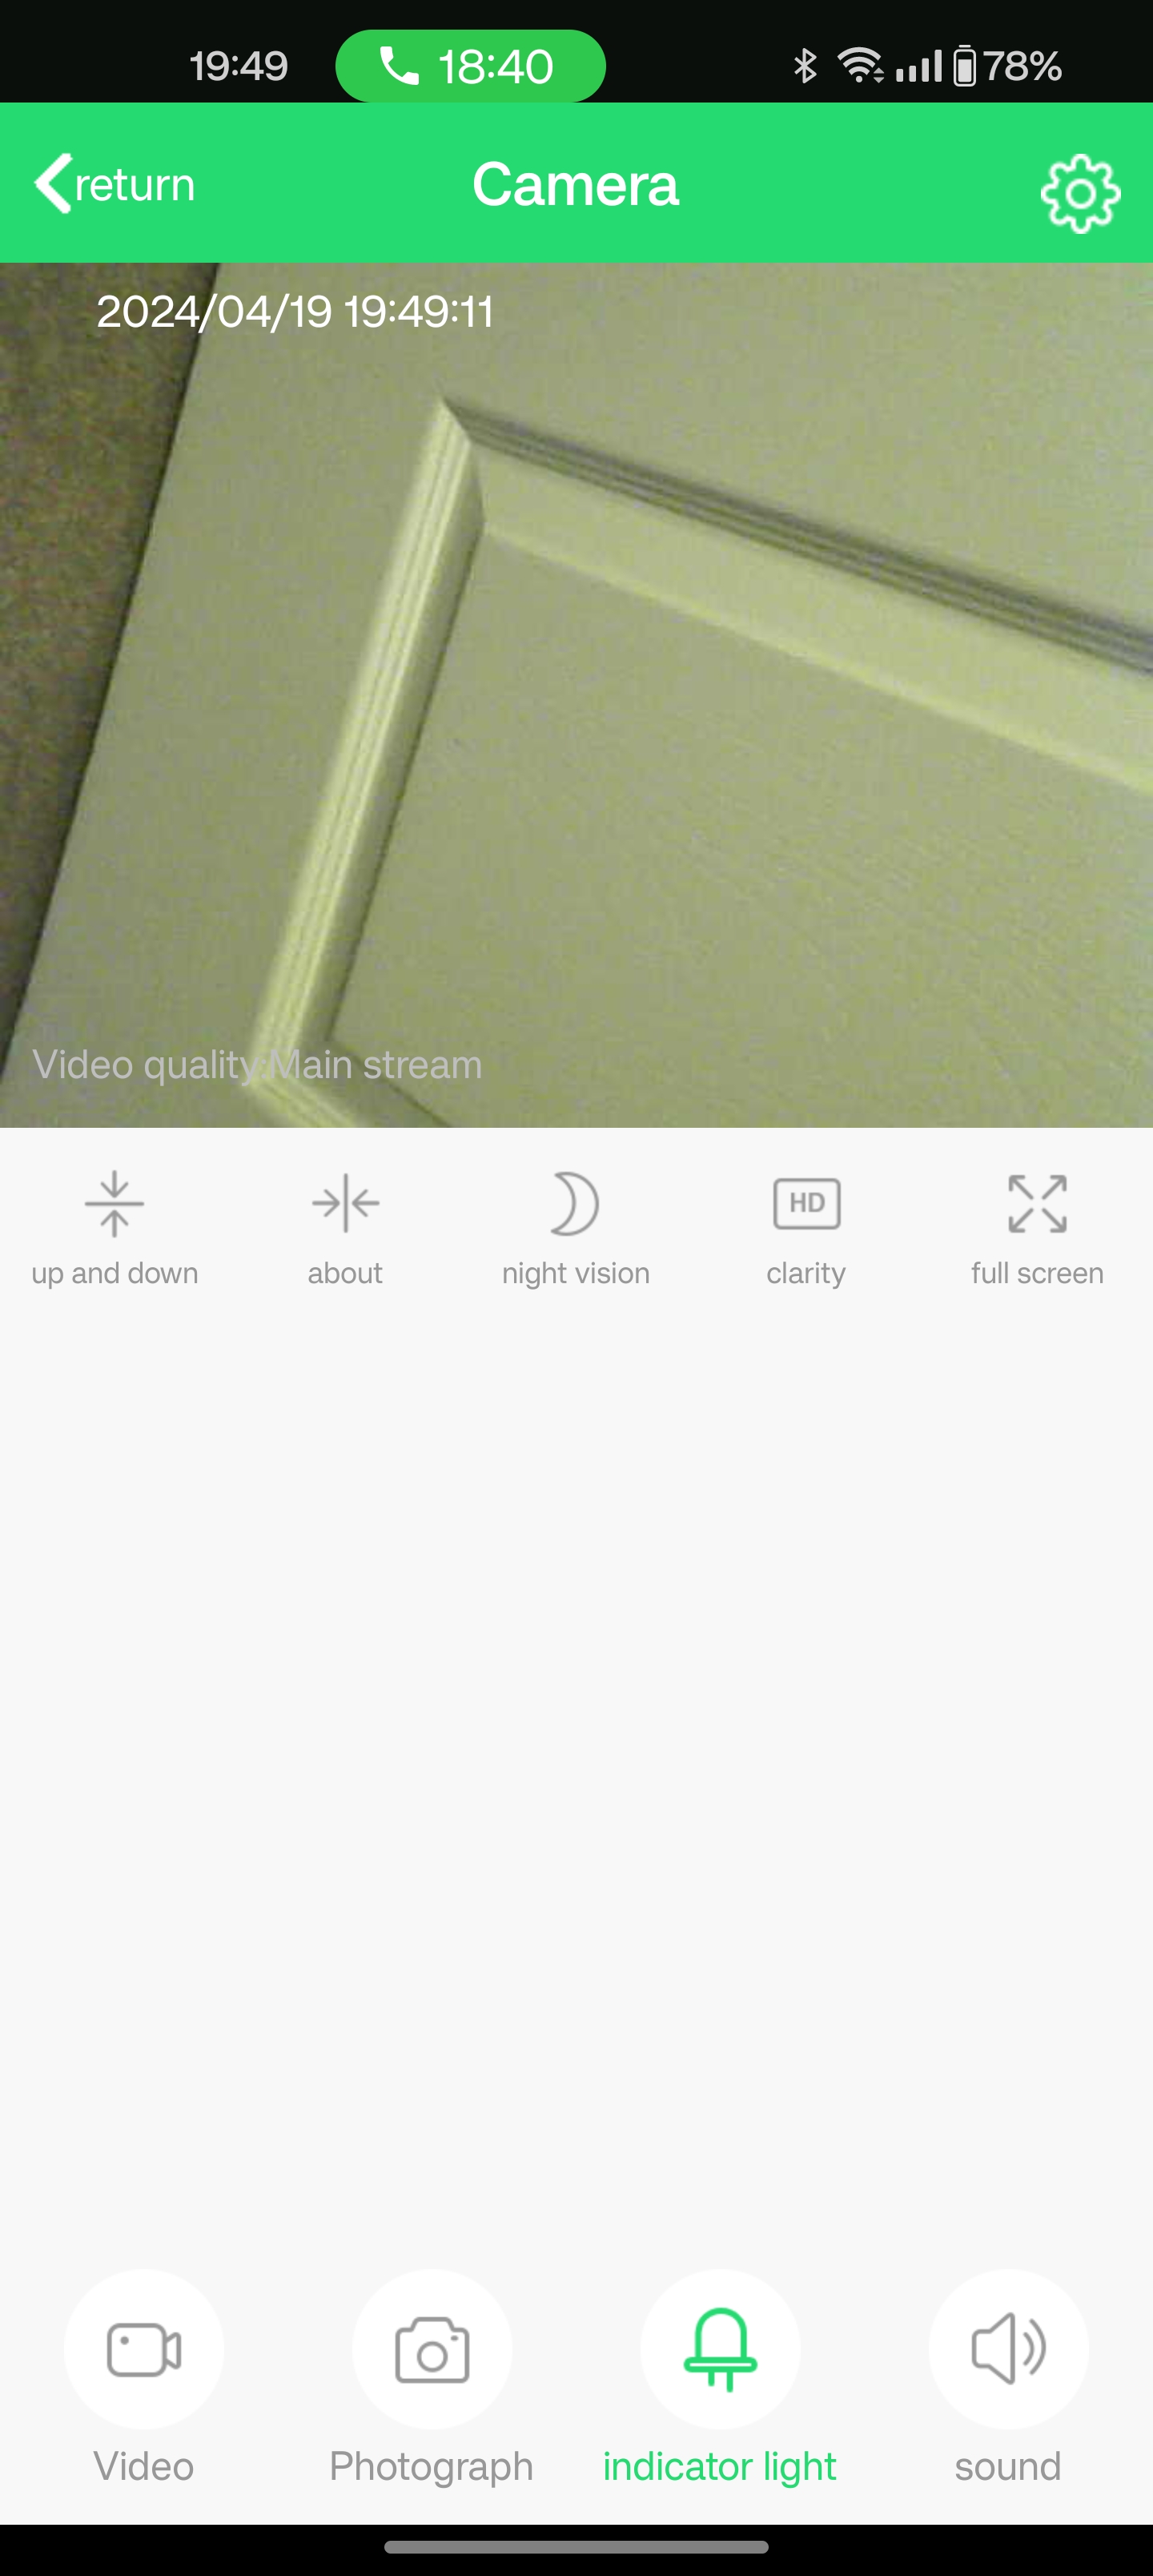 19:49 18:40 78%
return Camera
2024/04/19 19:49:11
Video quality:Main stream
up and down about night vision HD clarity full screen
Video Photograph indicator light sound